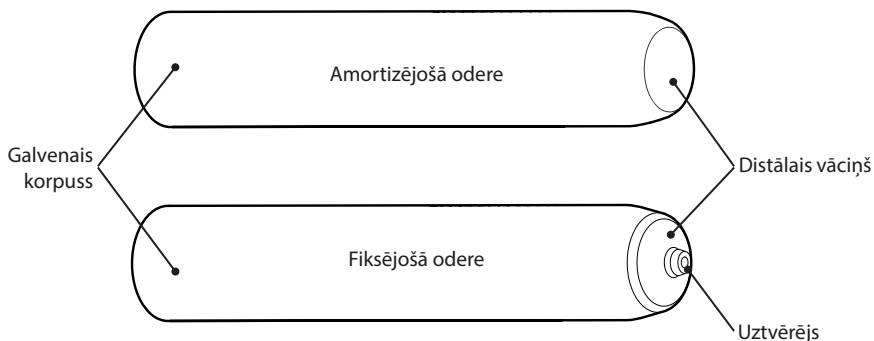 Amortizējošā odere
Galvenais
korpuss
Distālais vāciņš
Fiksējošā odere
Uztvērējs